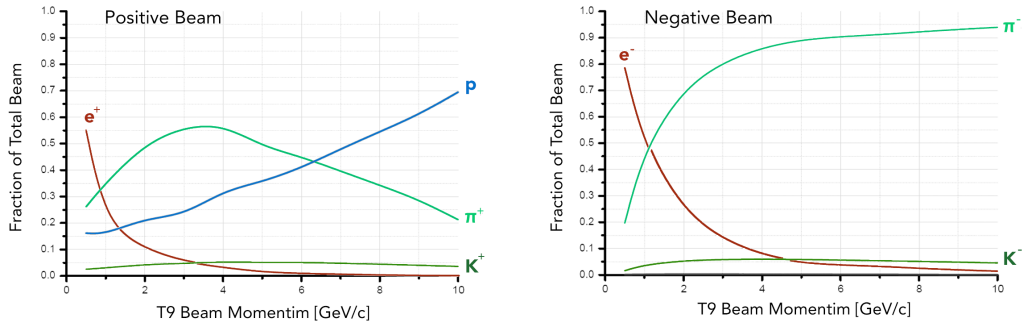 Positive Beam
Fraction of Total Beam
1.0
0.9
0.8
0.7
0.6
0.5
0.4
0.3
0.2
0.1
0.0
e+
p
π+
K+
0 2 4 6 8 10
T9 Beam Momentim [GeV/c]
Negative Beam
Fraction of Total Beam
1.0
0.9
0.8
0.7
0.6
0.5
0.4
0.3
0.2
0.1
0.0
e-
π-
K-
0 2 4 6 8 10
T9 Beam Momentim [GeV/c]